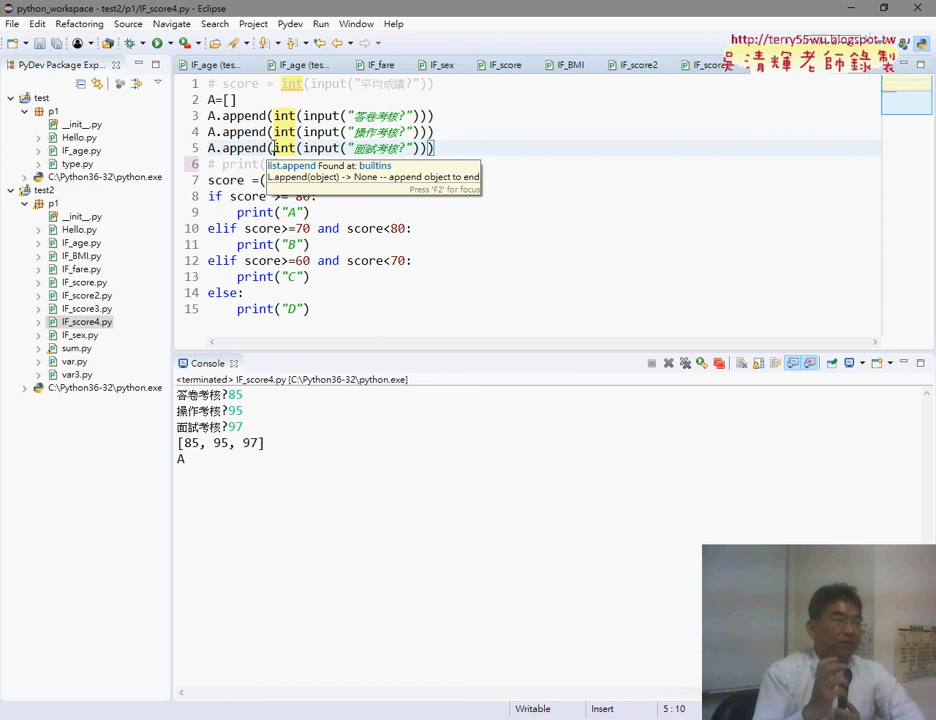 python_workspace - test2/p1/IF_score4.py - Eclipse
File Edit Refactoring Source Navigate Search Project Pydev Run Window Help
http://terry55wu.blogspot.tw
吳清輝老師錄製
PyDev Package Exp...
IF_age (tes... IF_age (tes... IF_fare IF_sex IF_score IF_BMI IF_score2 IF_scor
test
p1
__init__.py
Hello.py
IF_age.py
type.py
C:\Python36-32\python.exe
test2
p1
__init__.py
Hello.py
IF_age.py
IF_BMI.py
IF_fare.py
IF_score.py
IF_score2.py
IF_score3.py
IF_score4.py
IF_sex.py
sum.py
var.py
var3.py
C:\Python36-32\python.exe
1 # score = int(input("平均成績?"))
2 A=[]
3 A.append(int(input("答卷考核?")))
4 A.append(int(input("操作考核?")))
5 A.append(int(input("面試考核?")))
6 # print(
list.append Found at: builtins
L.append(object) -> None -- append object to end
Press 'F2' for focus
7 score =(
8 if score >= 80:
9 print("A")
10 elif score>=70 and score<80:
11 print("B")
12 elif score>=60 and score<70:
13 print("C")
14 else:
15 print("D")
Console
<terminated> IF_score4.py [C:\Python36-32\python.exe]
答卷考核?85
操作考核?95
面試考核?97
[85, 95, 97]
A
Writable Insert 5 : 10